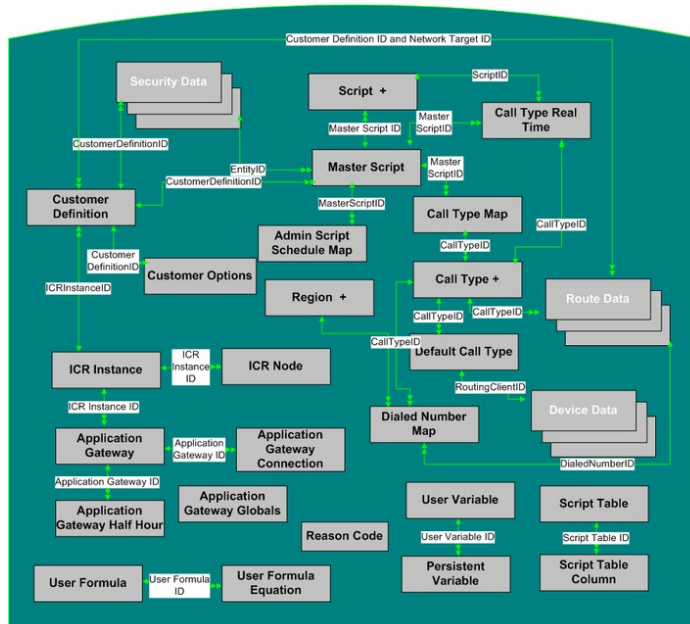 Customer Definition ID and Network Target ID
Security Data
Script +
ScriptID
Call Type Real
Time
Master Script ID
Master
ScriptID
CustomerDefinitionID
EntityID
CustomerDefinitionID
Master Script
Master
ScriptID
Customer
Definition
MasterScriptID
Call Type Map
CallTypeID
Admin Script
Schedule Map
CallTypeID
Customer
DefinitionID
Customer Options
Call Type +
ICRInstanceID
Region +
Route Data
CallTypeID
CallTypeID
CallTypeID
Default Call Type
ICR Instance
ICR
Instance
ID
ICR Node
RoutingClientID
ICR Instance ID
Dialed Number
Map
Device Data
Application
Gateway
Application
Gateway ID
Application
Gateway
Connection
DialedNumberID
Application Gateway ID
Application
Gateway Half Hour
Application
Gateway Globals
User Variable
Script Table
Reason Code
User Variable ID
Script Table ID
Persistent
Variable
Script Table
Column
User Formula
User Formula
ID
User Formula
Equation